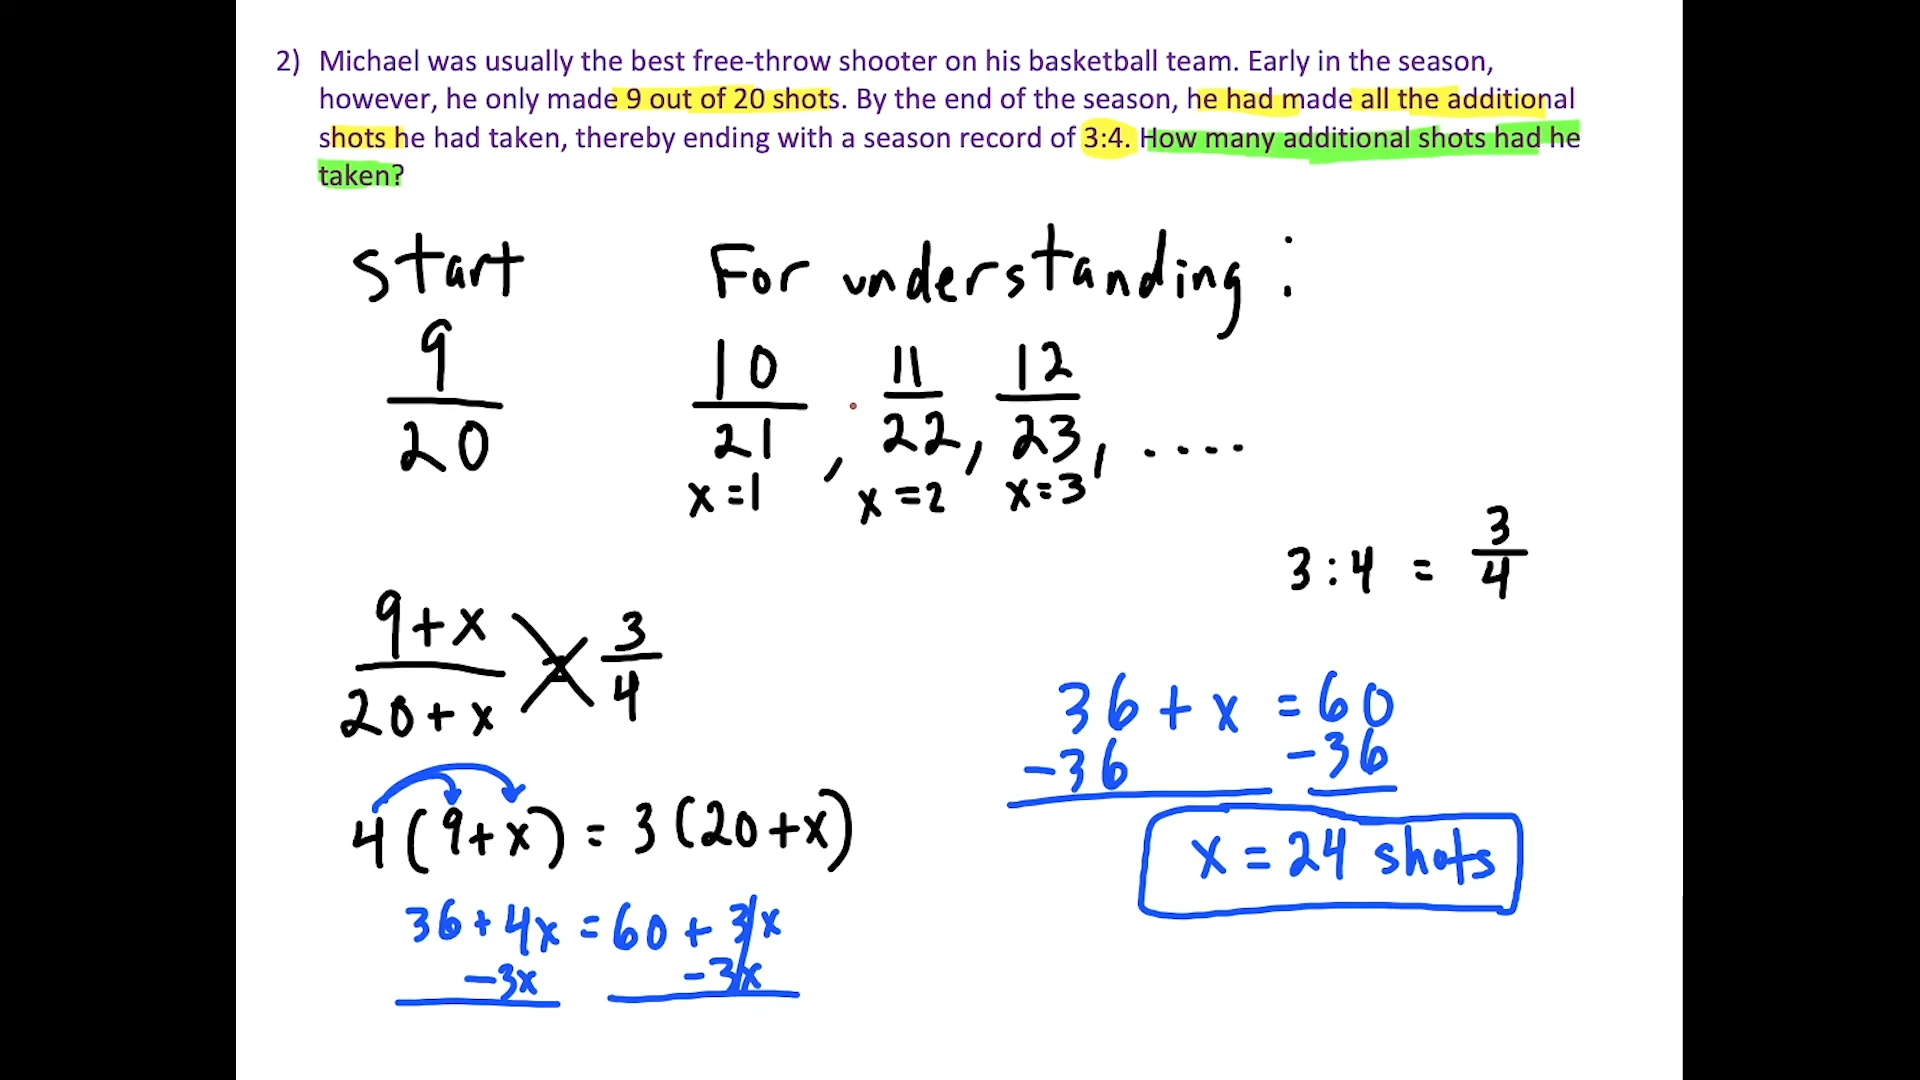 2) Michael was usually the best free-throw shooter on his basketball team. Early in the season,
however, he only made 9 out of 20 shots. By the end of the season, he had made all the additional
shots he had taken, thereby ending with a season record of 3:4. How many additional shots had he
taken?
start
9
20
For understanding :
10 11 12
21 , 22 , 23 , ....
x=1 x=2 x=3
3:4 = 3
4
9+x 3
20+x = 4
4(9+x) = 3(20+x)
36+4x = 60+3x
-3x -3x
36+x = 60
-36 -36
x = 24 shots